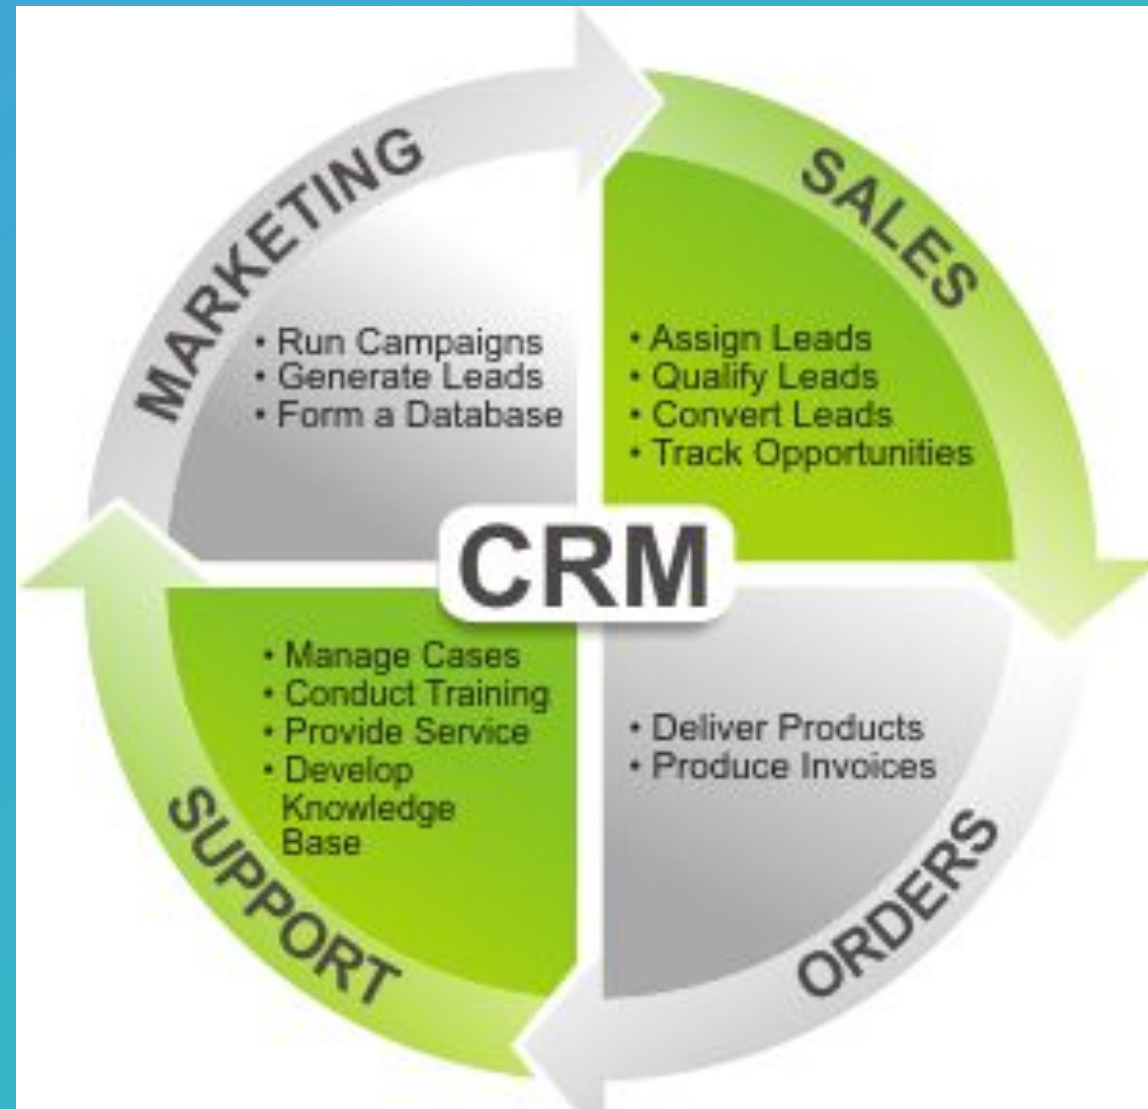 MARKETING
• Run Campaigns
• Generate Leads
• Form a Database
SALES
• Assign Leads
• Qualify Leads
• Convert Leads
• Track Opportunities
CRM
• Manage Cases
• Conduct Training
• Provide Service
• Develop
Knowledge
Base
SUPPORT
• Deliver Products
• Produce Invoices
ORDERS